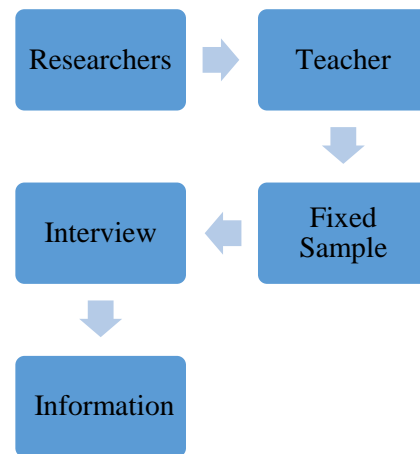 Researchers
Teacher
Fixed
Sample
Interview
Information